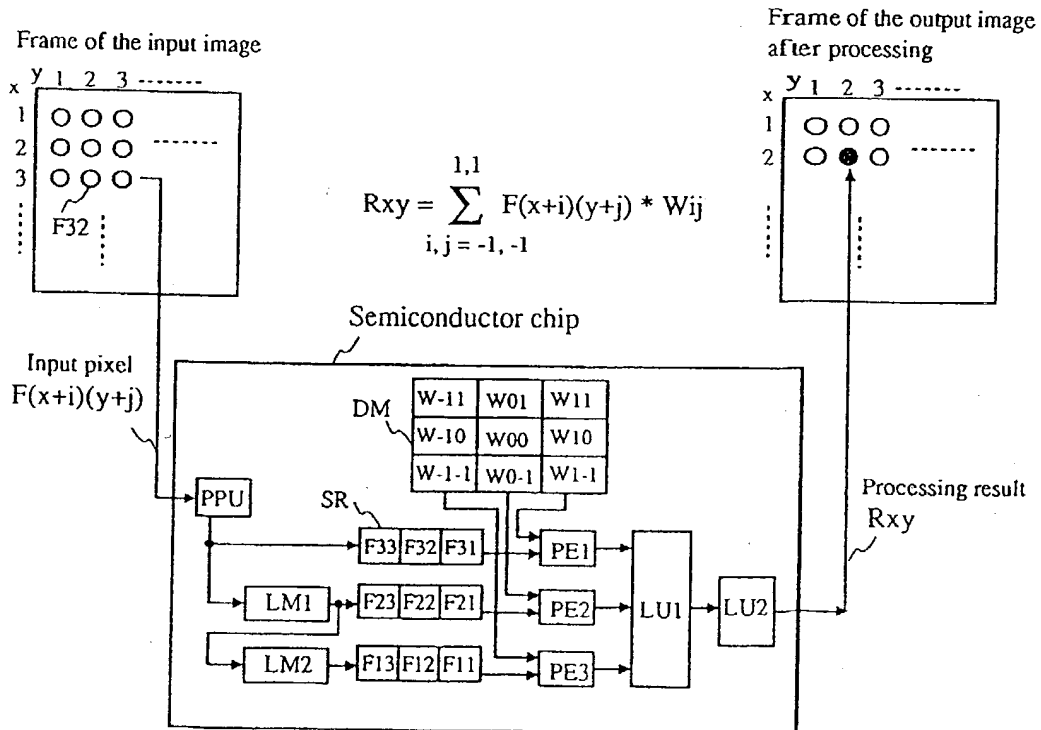 Frame of the input image
y 1 2 3 -------
x
1
2
3
F32
Frame of the output image
after processing
y 1 2 3 -------
x
1
2
1,1
Rxy = ∑ F(x+i)(y+j) * Wij
i, j = -1, -1
Semiconductor chip
Input pixel
F(x+i)(y+j)
DM
W-11 W01 W11
W-10 W00 W10
W-1-1 W0-1 W1-1
PPU
SR
F33 F32 F31
PE1
LM1
F23 F22 F21
PE2
LM2
F13 F12 F11
PE3
LU1
LU2
Processing result
Rxy